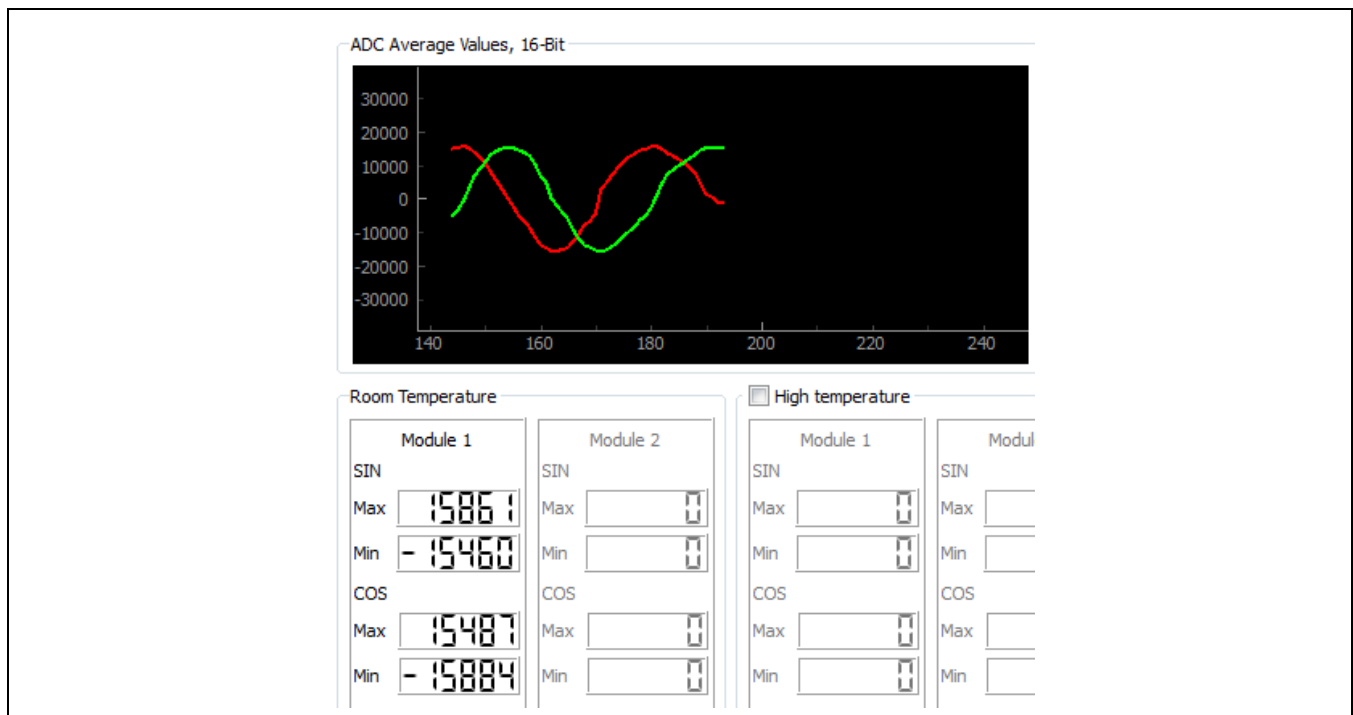 ADC Average Values, 16-Bit
30000
20000
10000
0
-10000
-20000
-30000
140 160 180 200 220 240
Room Temperature High temperature
Module 1 Module 2 Module 1 Modul
SIN SIN SIN SIN
Max 15861 Max 0 Max 0 Max
Min -15460 Min 0 Min 0 Min
COS COS COS COS
Max 15487 Max 0 Max 0 Max
Min -15884 Min 0 Min 0 Min